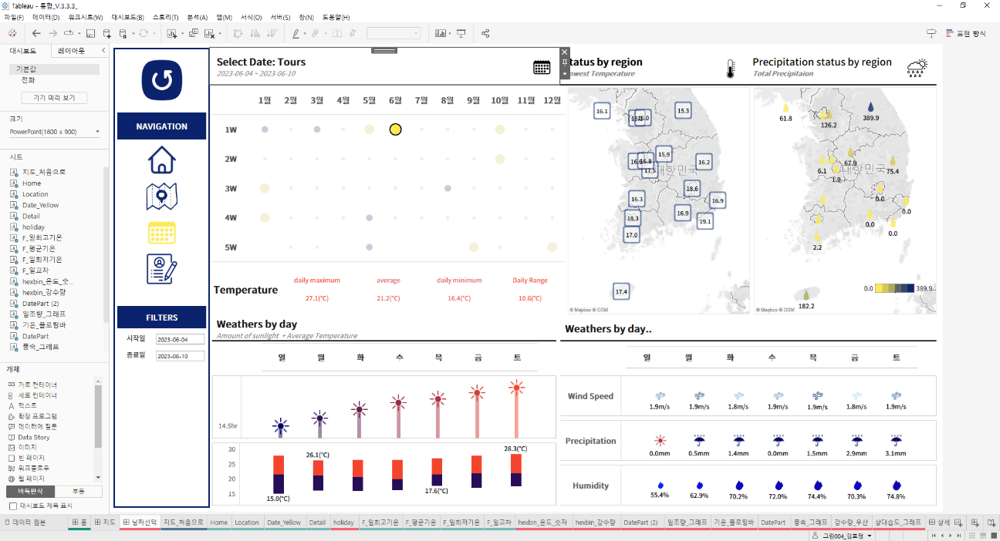 Tableau - 통합_V.3.3.3_
파일(F) 데이터(D) 워크시트(W) 대시보드(B) 스토리(T) 분석(A) 맵(M) 서식(O) 서버(S) 창(N) 도움말(H)
표현 방식
대시보드 레이아웃
기본값
전화
기기 미리 보기
크기
PowerPoint(1600 x 900)
시트
지도_처음으로
Home
Location
Date_Yellow
Detail
holiday
F_일최고기온
F_평균기온
F_일최저기온
F_일교차
hexbin_온도_숫...
hexbin_강수량
DatePart (2)
일조량_그래프
기온_플로팅바
DatePart
풍속_그래프
개체
가로 컨테이너
세로 컨테이너
텍스트
확장 프로그램
데이터에 질문
Data Story
이미지
빈 페이지
워크플로우
웹 페이지
바둑판식 부동
대시보드 제목 표시
NAVIGATION
FILTERS
시작일 2023-06-04
종료일 2023-06-10
Select Date: Tours
2023-06-04 ~ 2023-06-10
1월 2월 3월 4월 5월 6월 7월 8월 9월 10월 11월 12월
1W
2W
3W
4W
5W
Temperature
daily maximum average daily minimum Daily Range
27.1(°C) 21.2(°C) 16.4(°C) 10.6(°C)
tatus by region
owest Temperature
16.1
15.3
15.9
16.2
대한민국
17.5
18.6
16.3
16.9
16.9
18.3
19.1
17.0
17.4
© Mapbox © OSM
Precipitation status by region
Total Precipitaion
61.8
126.2
389.9
67.9
6.1
대한민국
75.4
1.9
0.0
0.0
0.0
0.0
2.2
182.2
0.0 389.9
© Mapbox © OSM
Weathers by day
Amount of sunlight + Average Temperature
일 월 화 수 목 금 토
14.5hr
30
25
20
15
26.1(°C)
28.3(°C)
15.0(°C)
17.6(°C)
Weathers by day..
일 월 화 수 목 금 토
Wind Speed
1.9m/s 1.9m/s 1.8m/s 1.9m/s 1.9m/s 1.8m/s 1.9m/s
Precipitation
0.0mm 0.5mm 1.4mm 0.0mm 1.5mm 2.9mm 3.1mm
Humidity
55.4% 62.9% 70.2% 72.0% 74.4% 70.3% 74.8%
데이터 원본 홈 지도 날짜선택 지도_처음으로 Home Location Date_Yellow Detail holiday F_일최고기온 F_평균기온 F_일최저기온 F_일교차 hexbin_온도_숫자 hexbin_강수량 DatePart (2) 일조량_그래프 기온_플로팅바 DatePart 풍속_그래프 강수량_우산 상대습도_그래프 상세
그린004_김효정